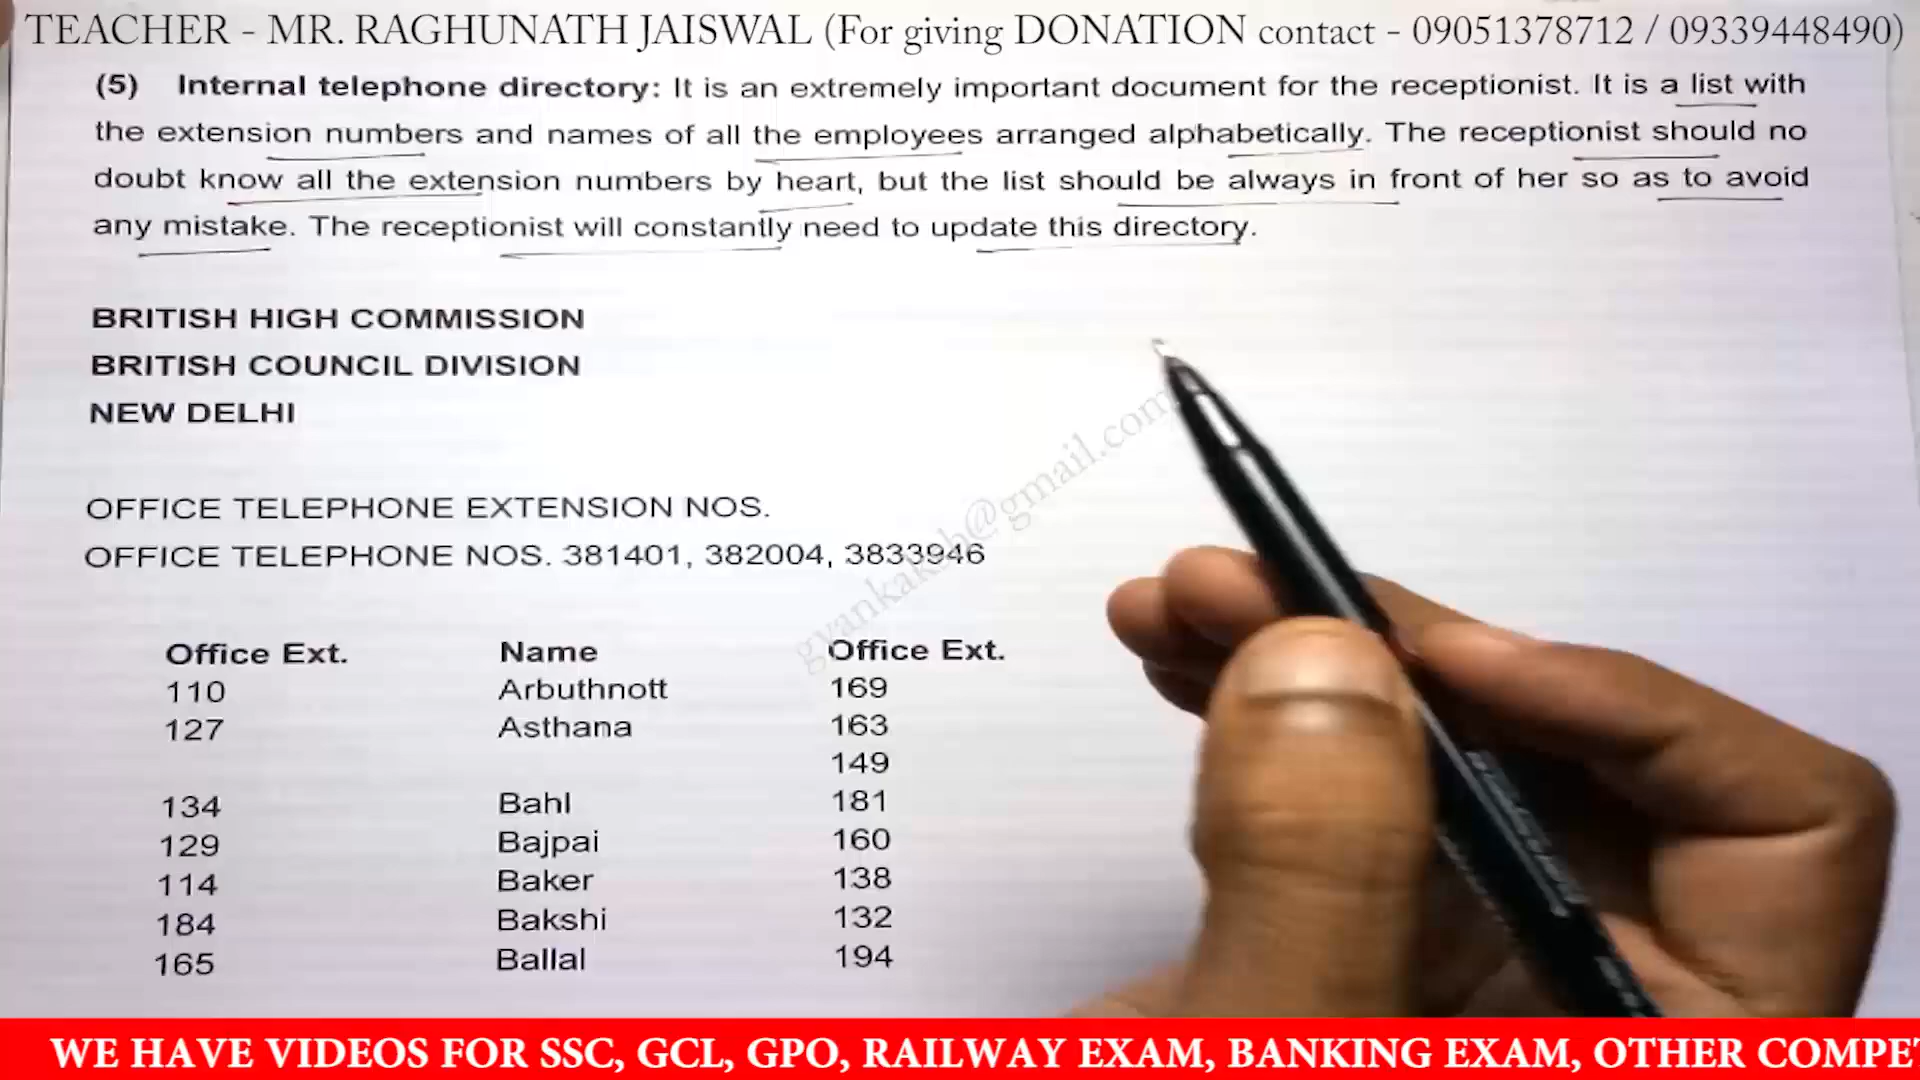 TEACHER - MR. RAGHUNATH JAISWAL (For giving DONATION contact - 09051378712 / 09339448490)
(5) Internal telephone directory: It is an extremely important document for the receptionist. It is a list with
the extension numbers and names of all the employees arranged alphabetically. The receptionist should no
doubt know all the extension numbers by heart, but the list should be always in front of her so as to avoid
any mistake. The receptionist will constantly need to update this directory.
BRITISH HIGH COMMISSION
BRITISH COUNCIL DIVISION
NEW DELHI
gyankaksh@gmail.com
OFFICE TELEPHONE EXTENSION NOS.
OFFICE TELEPHONE NOS. 381401, 382004, 3833946
Office Ext. Name Office Ext.
110 Arbuthnott 169
127 Asthana 163
149
134 Bahl 181
129 Bajpai 160
114 Baker 138
184 Bakshi 132
165 Ballal 194
WE HAVE VIDEOS FOR SSC, GCL, GPO, RAILWAY EXAM, BANKING EXAM, OTHER COMPE